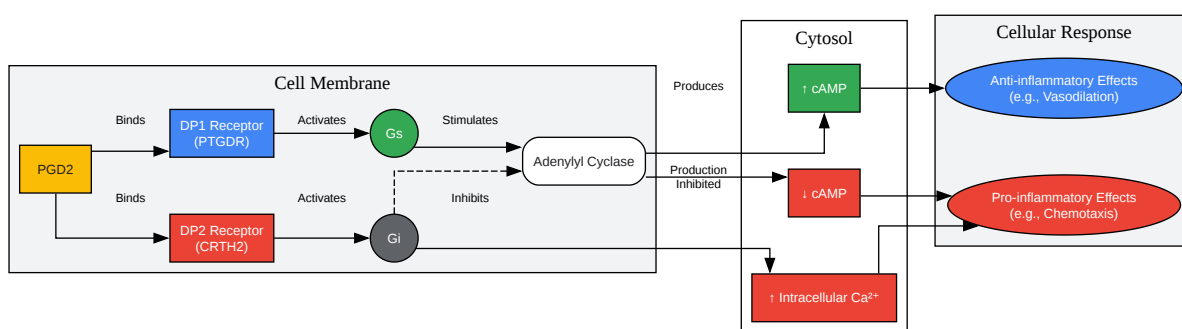 Cell Membrane
Cytosol
Cellular Response
PGD2
Binds
DP1 Receptor
(PTGDR)
Activates
Gs
Stimulates
Adenylyl Cyclase
Produces
↑ cAMP
Anti-inflammatory Effects
(e.g., Vasodilation)
Binds
DP2 Receptor
(CRTH2)
Activates
Gi
Inhibits
Production
Inhibited
↓ cAMP
Pro-inflammatory Effects
(e.g., Chemotaxis)
↑ Intracellular Ca²⁺